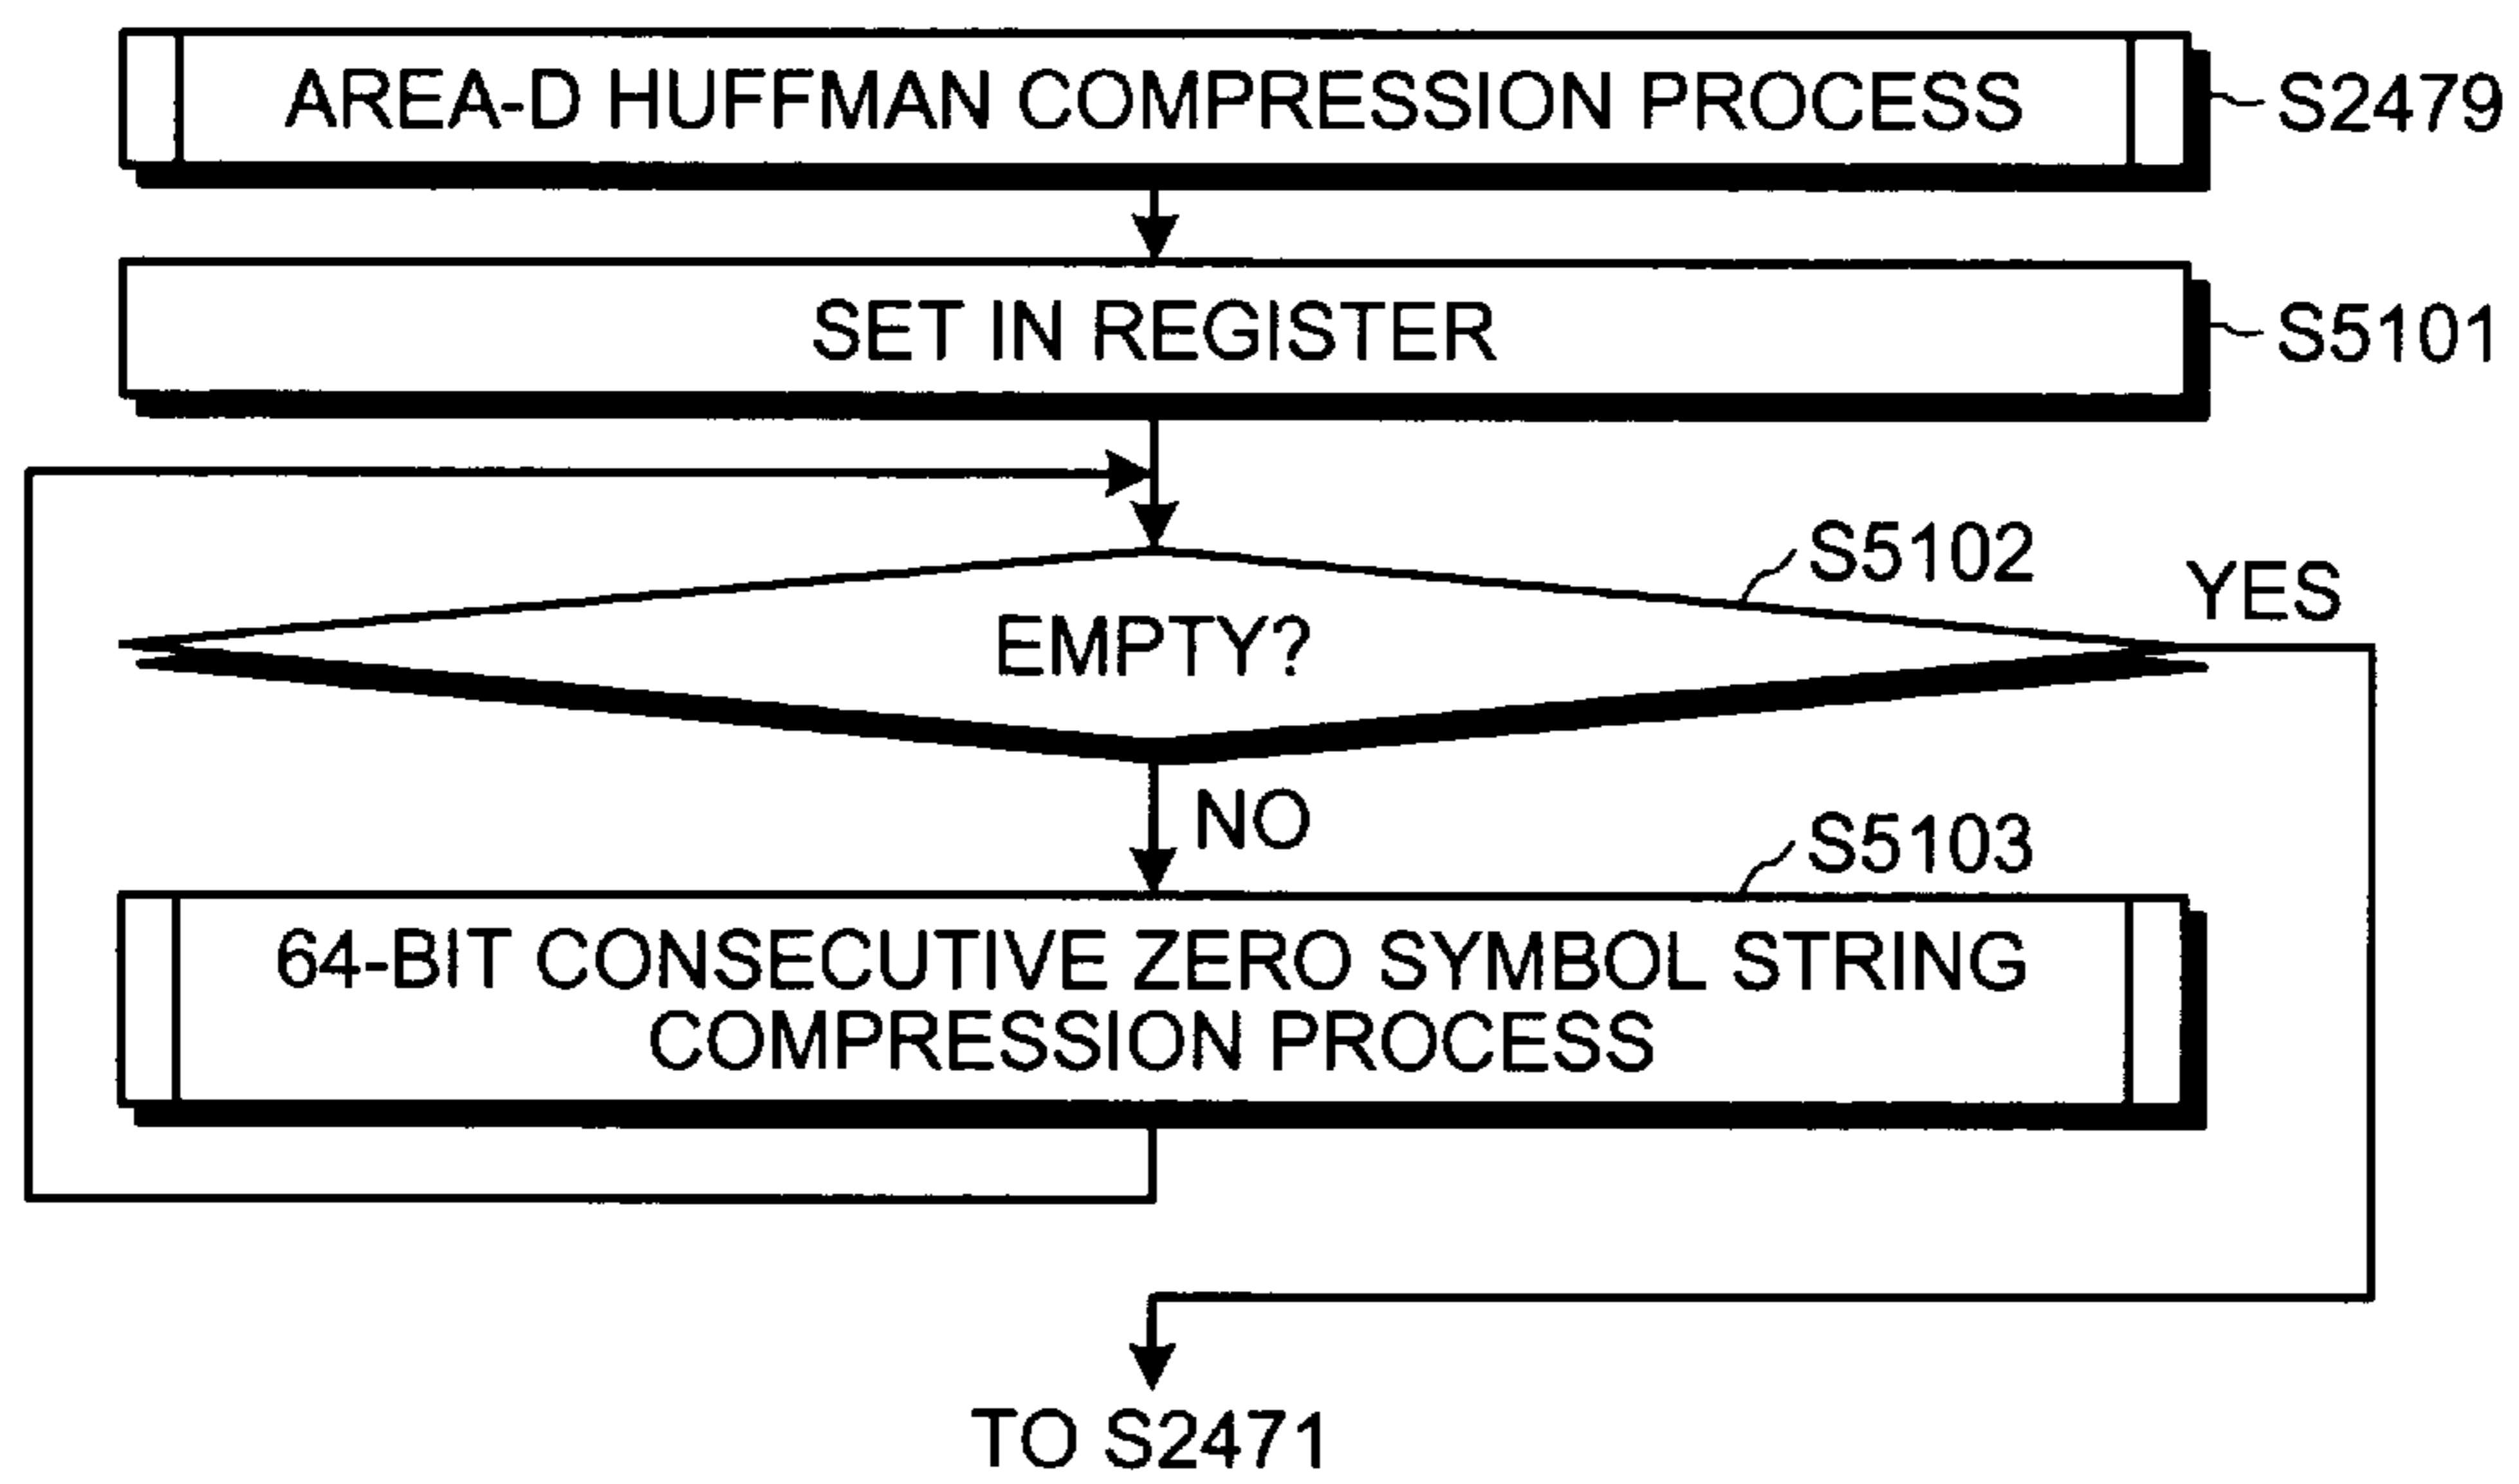 AREA-D HUFFMAN COMPRESSION PROCESS
S2479
SET IN REGISTER
S5101
S5102
YES
EMPTY?
NO
S5103
64-BIT CONSECUTIVE ZERO SYMBOL STRING
COMPRESSION PROCESS
TO S2471